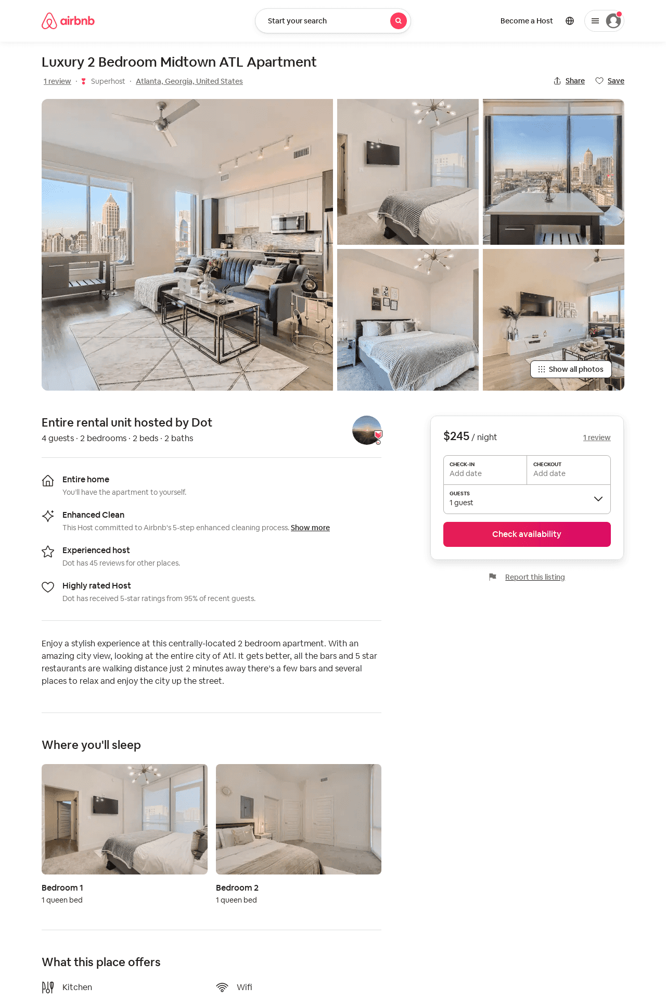 airbnb
Start your search
Become a Host
Luxury 2 Bedroom Midtown ATL Apartment
1 review · Superhost · Atlanta, Georgia, United States
Share
Save
Show all photos
Entire rental unit hosted by Dot
4 guests · 2 bedrooms · 2 beds · 2 baths
Entire home
You’ll have the apartment to yourself.
Enhanced Clean
This Host committed to Airbnb's 5-step enhanced cleaning process. Show more
Experienced host
Dot has 45 reviews for other places.
Highly rated Host
Dot has received 5-star ratings from 95% of recent guests.
$245 / night
1 review
CHECK-IN
Add date
CHECKOUT
Add date
GUESTS
1 guest
Check availability
Report this listing
Enjoy a stylish experience at this centrally-located 2 bedroom apartment. With an
amazing city view, looking at the entire city of Atl. It gets better, all the bars and 5 star
restaurants are walking distance just 2 minutes away there’s a few bars and several
places to relax and enjoy the city up the street.
Where you'll sleep
Bedroom 1
1 queen bed
Bedroom 2
1 queen bed
What this place offers
Kitchen
Wifi